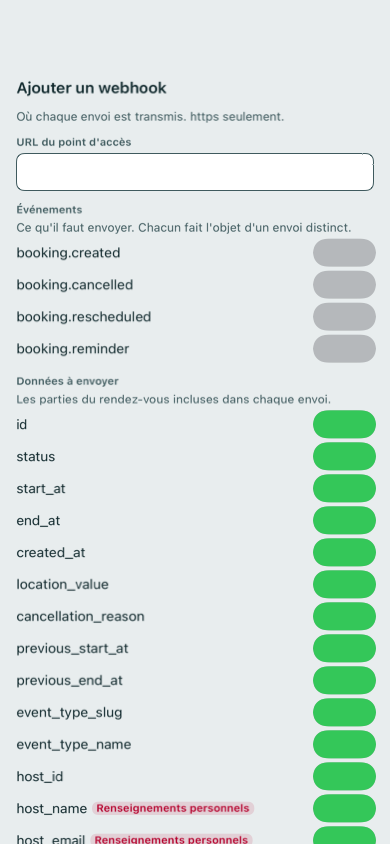 Ajouter un webhook
Où chaque envoi est transmis. https seulement.
URL du point d'accès
Événements
Ce qu'il faut envoyer. Chacun fait l'objet d'un envoi distinct.
booking.created
booking.cancelled
booking.rescheduled
booking.reminder
Données à envoyer
Les parties du rendez-vous incluses dans chaque envoi.
id
status
start_at
end_at
created_at
location_value
cancellation_reason
previous_start_at
previous_end_at
event_type_slug
event_type_name
host_id
host_name Renseignements personnels
host_email Renseignements personnels